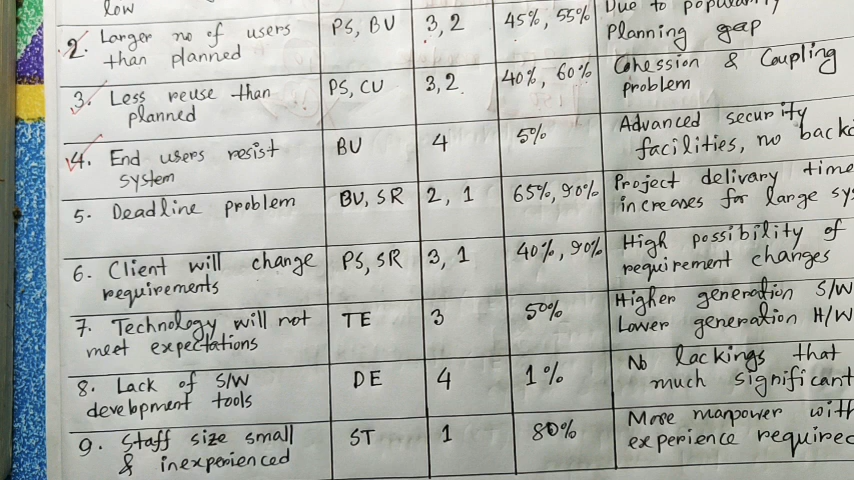 low
2. Larger no of users than planned | PS, BU | 3, 2 | 45%, 55% | Due to popularity Planning gap
3. Less reuse than planned | PS, CU | 3, 2 | 40%, 60% | Cohession & Coupling problem
4. End users resist system | BU | 4 | 5% | Advanced security facilities, no
5. Deadline problem | BU, SR | 2, 1 | 65%, 90% | Project delivary time increases for large
6. Client will change requirements | PS, SR | 3, 1 | 40%, 90% | High possibility of requirement changes
7. Technology will not meet expectations | TE | 3 | 50% | Higher generation S/W Lower generation H/W
8. Lack of S/W development tools | DE | 4 | 1% | No lackings that much significant
9. Staff size small & inexperienced | ST | 1 | 80% | More manpower with experience required